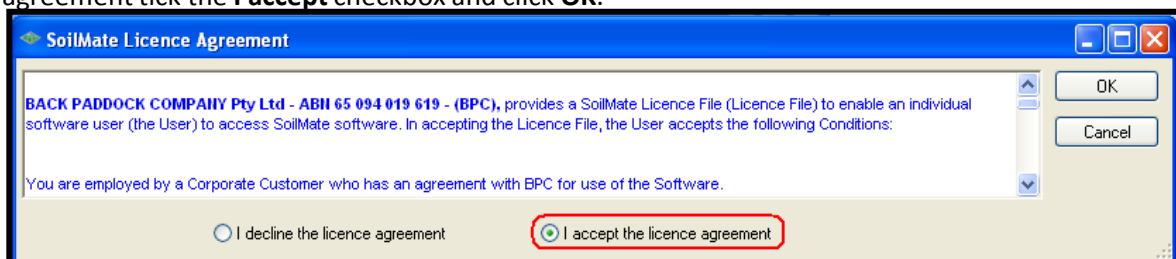 agreement tick the I accept checkbox and click OK.
SoilMate Licence Agreement
BACK PADDOCK COMPANY Pty Ltd - ABN 65 094 019 619 - (BPC), provides a SoilMate Licence File (Licence File) to enable an individual
software user (the User) to access SoilMate software. In accepting the Licence File, the User accepts the following Conditions:
You are employed by a Corporate Customer who has an agreement with BPC for use of the Software.
OK
Cancel
I decline the licence agreement
I accept the licence agreement